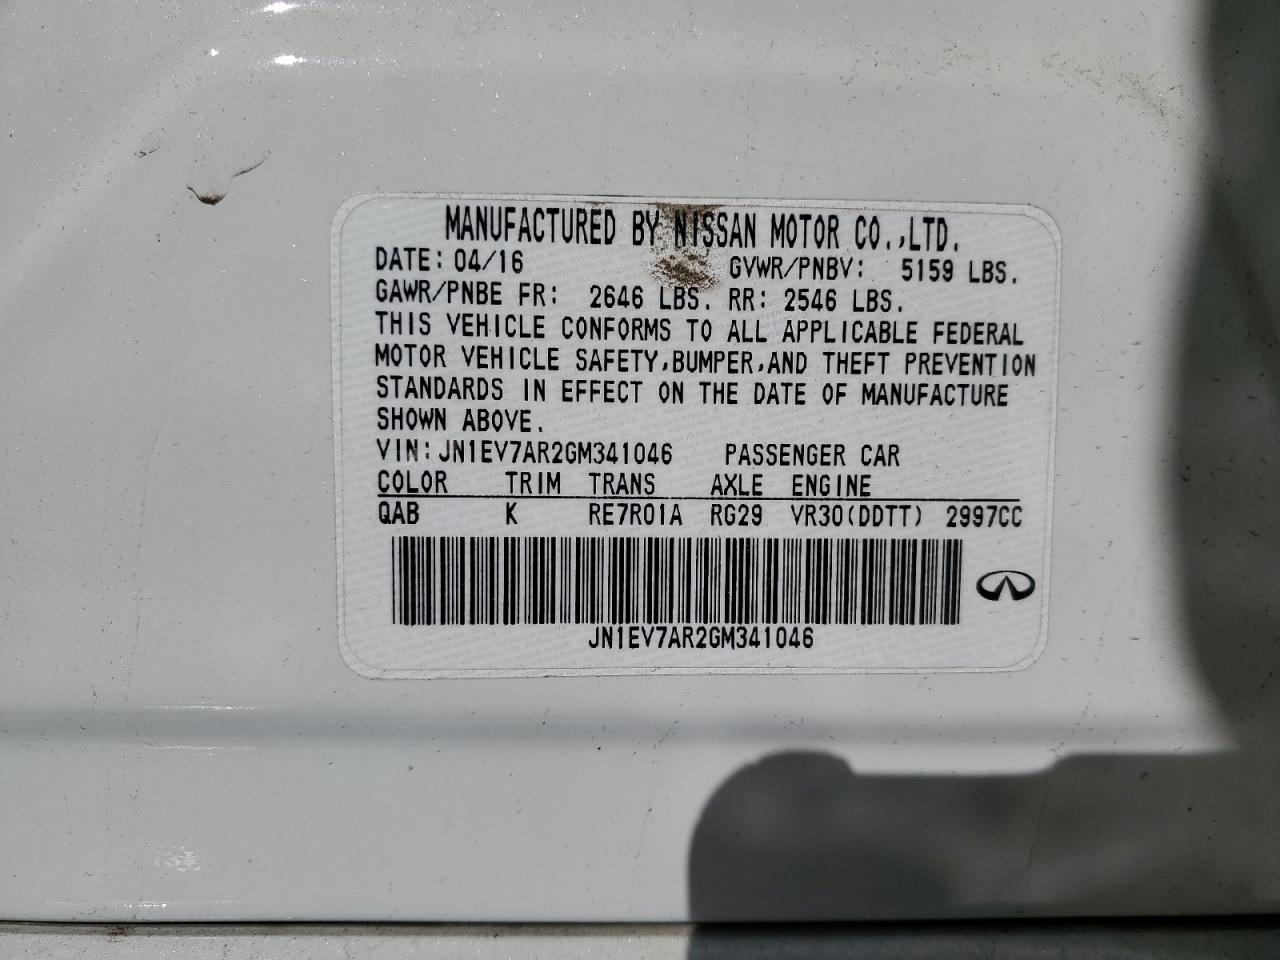 MANUFACTURED BY NISSAN MOTOR CO.,LTD.
DATE: 04/16 GVWR/PNBV: 5159 LBS.
GAWR/PNBE FR: 2646 LBS. RR: 2546 LBS.
THIS VEHICLE CONFORMS TO ALL APPLICABLE FEDERAL
MOTOR VEHICLE SAFETY,BUMPER,AND THEFT PREVENTION
STANDARDS IN EFFECT ON THE DATE OF MANUFACTURE
SHOWN ABOVE.
VIN:JN1EV7AR2GM341046 PASSENGER CAR
COLOR TRIM TRANS AXLE ENGINE
QAB K RE7R01A RG29 VR30(DDTT) 2997CC
JN1EV7AR2GM341046